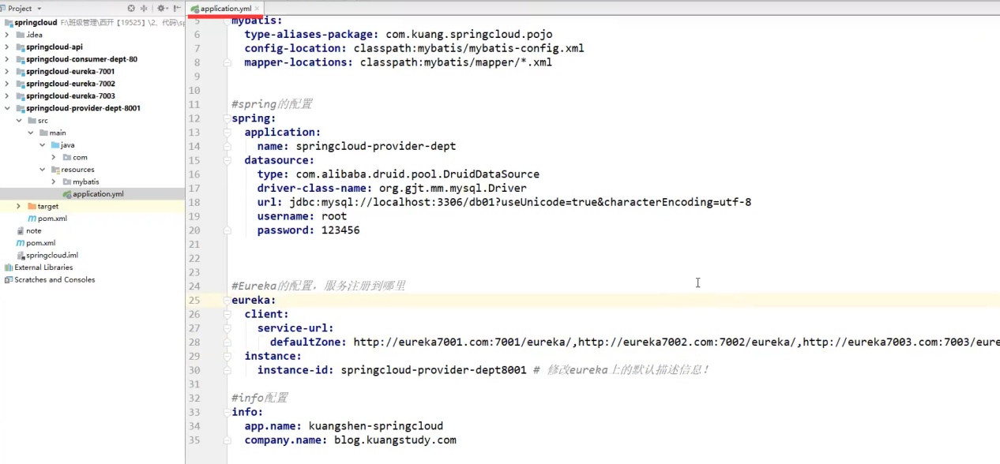 Project
application.yml
springcloud F:\班级管理\西开【19525】\2、代码\sp
.idea
springcloud-api
springcloud-consumer-dept-80
springcloud-eureka-7001
springcloud-eureka-7002
springcloud-eureka-7003
springcloud-provider-dept-8001
src
main
java
com
resources
mybatis
application.yml
target
pom.xml
note
pom.xml
springcloud.iml
External Libraries
Scratches and Consoles
5 mybatis:
6 type-aliases-package: com.kuang.springcloud.pojo
7 config-location: classpath:mybatis/mybatis-config.xml
8 mapper-locations: classpath:mybatis/mapper/*.xml
9
10
11 #spring的配置
12 spring:
13 application:
14 name: springcloud-provider-dept
15 datasource:
16 type: com.alibaba.druid.pool.DruidDataSource
17 driver-class-name: org.gjt.mm.mysql.Driver
18 url: jdbc:mysql://localhost:3306/db01?useUnicode=true&characterEncoding=utf-8
19 username: root
20 password: 123456
21
22
23
24 #Eureka的配置，服务注册到哪里
25 eureka:
26 client:
27 service-url:
28 defaultZone: http://eureka7001.com:7001/eureka/,http://eureka7002.com:7002/eureka/,http://eureka7003.com:7003/eure
29 instance:
30 instance-id: springcloud-provider-dept8001 # 修改eureka上的默认描述信息！
31
32 #info配置
33 info:
34 app.name: kuangshen-springcloud
35 company.name: blog.kuangstudy.com